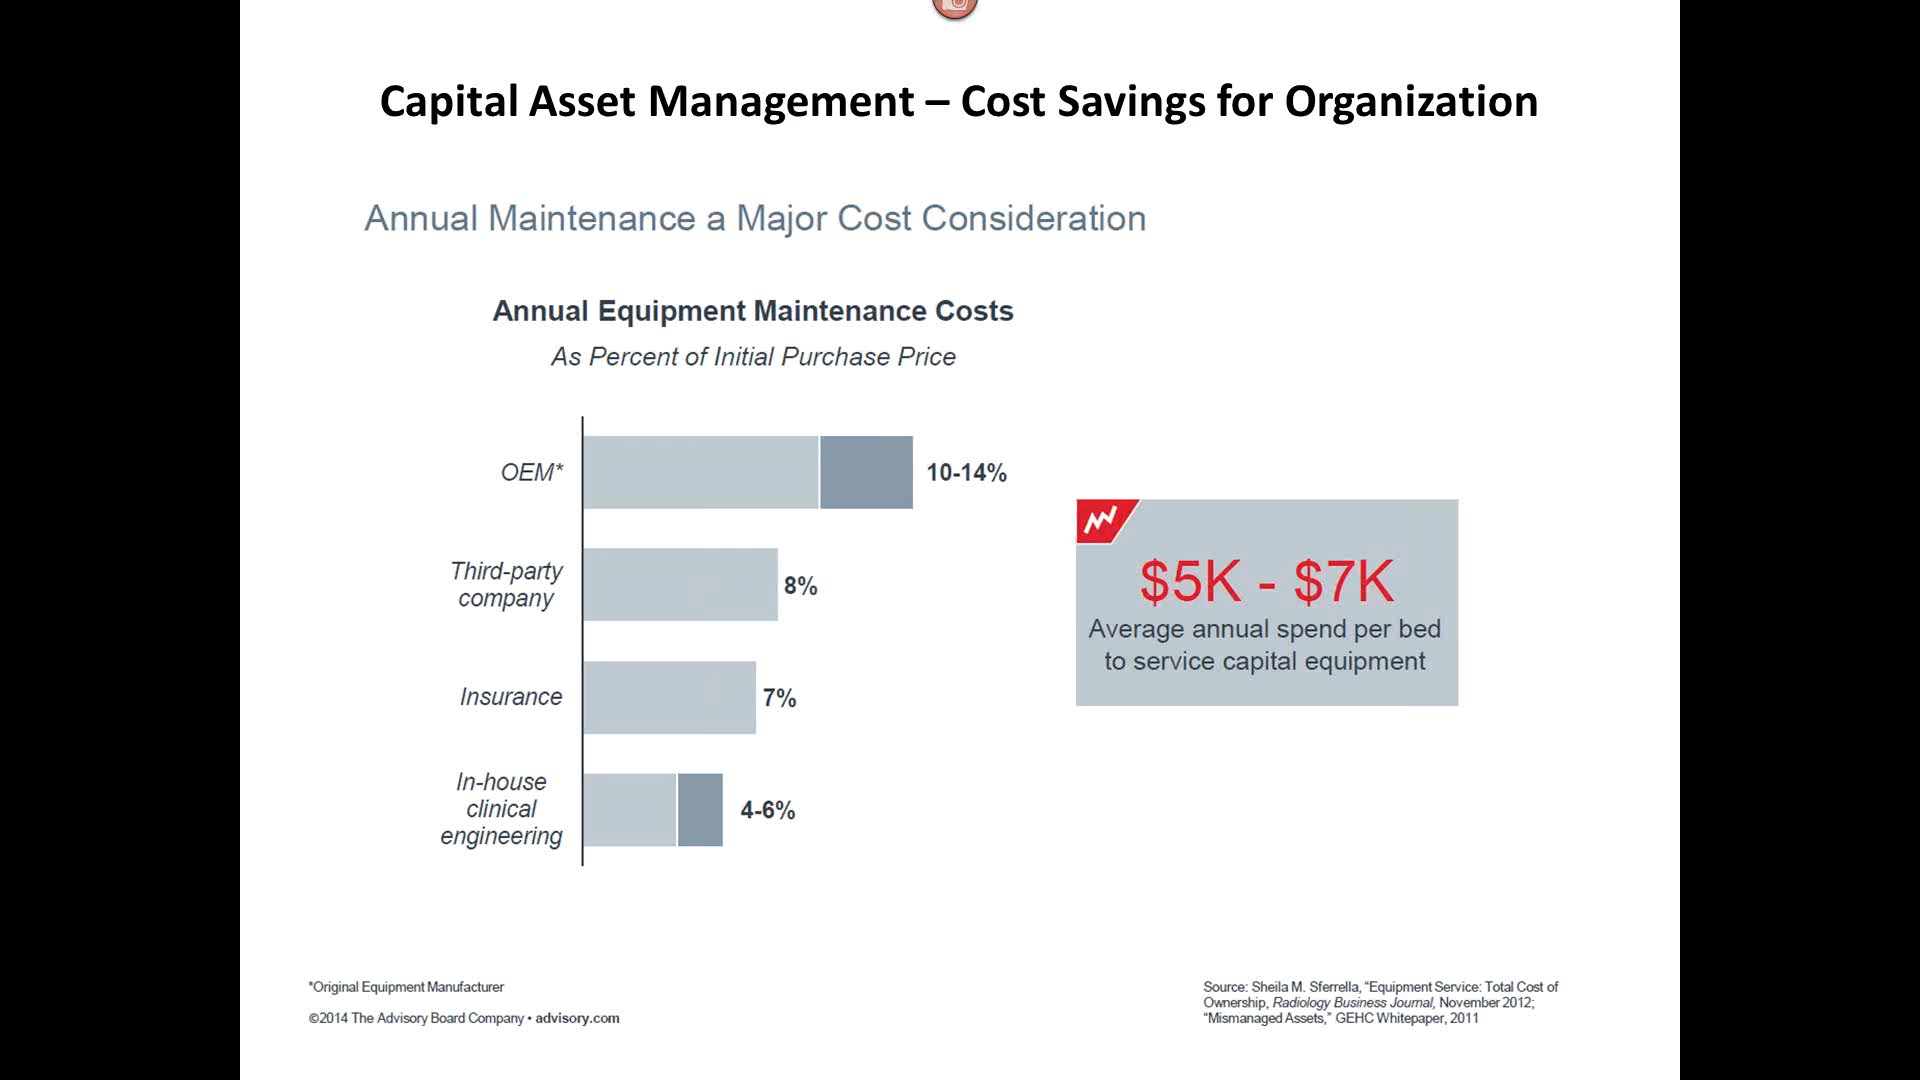 Capital Asset Management – Cost Savings for Organization
Annual Maintenance a Major Cost Consideration
Annual Equipment Maintenance Costs
As Percent of Initial Purchase Price
OEM*
10-14%
Third-party
company
8%
Insurance
7%
In-house
clinical
engineering
4-6%
$5K - $7K
Average annual spend per bed
to service capital equipment
*Original Equipment Manufacturer
©2014 The Advisory Board Company • advisory.com
Source: Sheila M. Sferrella, “Equipment Service: Total Cost of
Ownership, Radiology Business Journal, November 2012;
“Mismanaged Assets,” GEHC Whitepaper, 2011